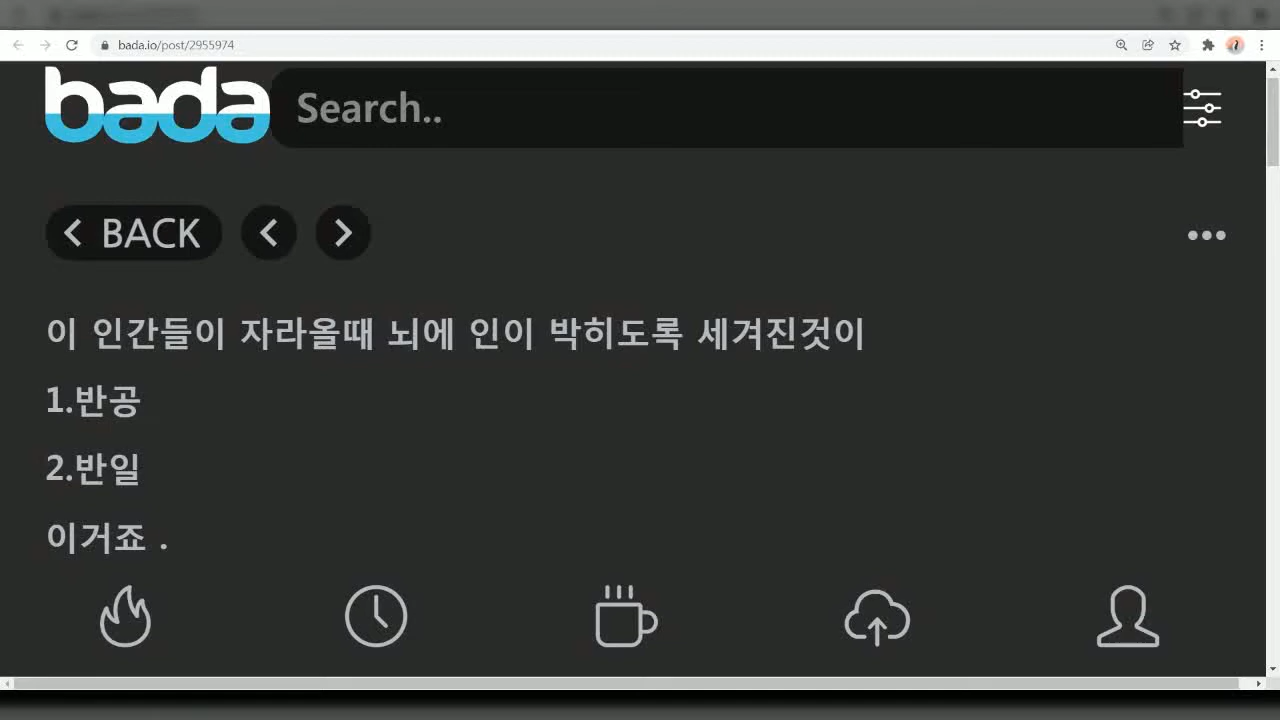 bada.io/post/2955974
bada
Search..
BACK
이 인간들이 자라올때 뇌에 인이 박히도록 세겨진것이
1.반공
2.반일
이거죠 .